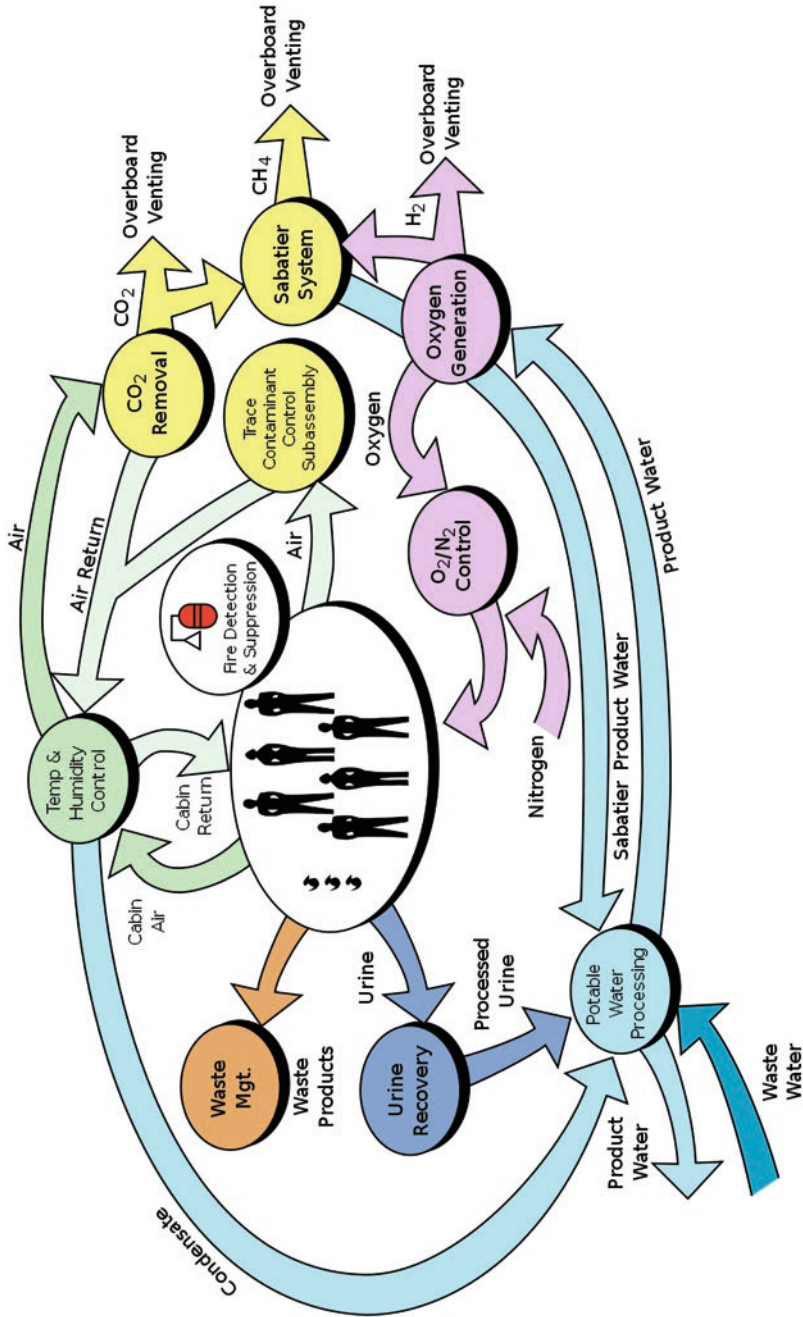 Overboard
Venting
CO₂
Overboard
Venting
CH₄
Overboard
Venting
H₂
CO₂
Removal
Sabatier
System
Oxygen
Generation
Trace
Contaminant
Control
Subassembly
Air
Air Return
Air
Oxygen
O₂/N₂
Control
Product Water
Fire Detection
& Suppression
Temp &
Humidity
Control
Cabin
Return
Cabin
Air
Nitrogen
Sabatier Product Water
Waste
Mgt.
Waste
Products
Urine
Urine
Recovery
Processed
Urine
Potable
Water
Processing
Product
Water
Waste
Water
Condensate